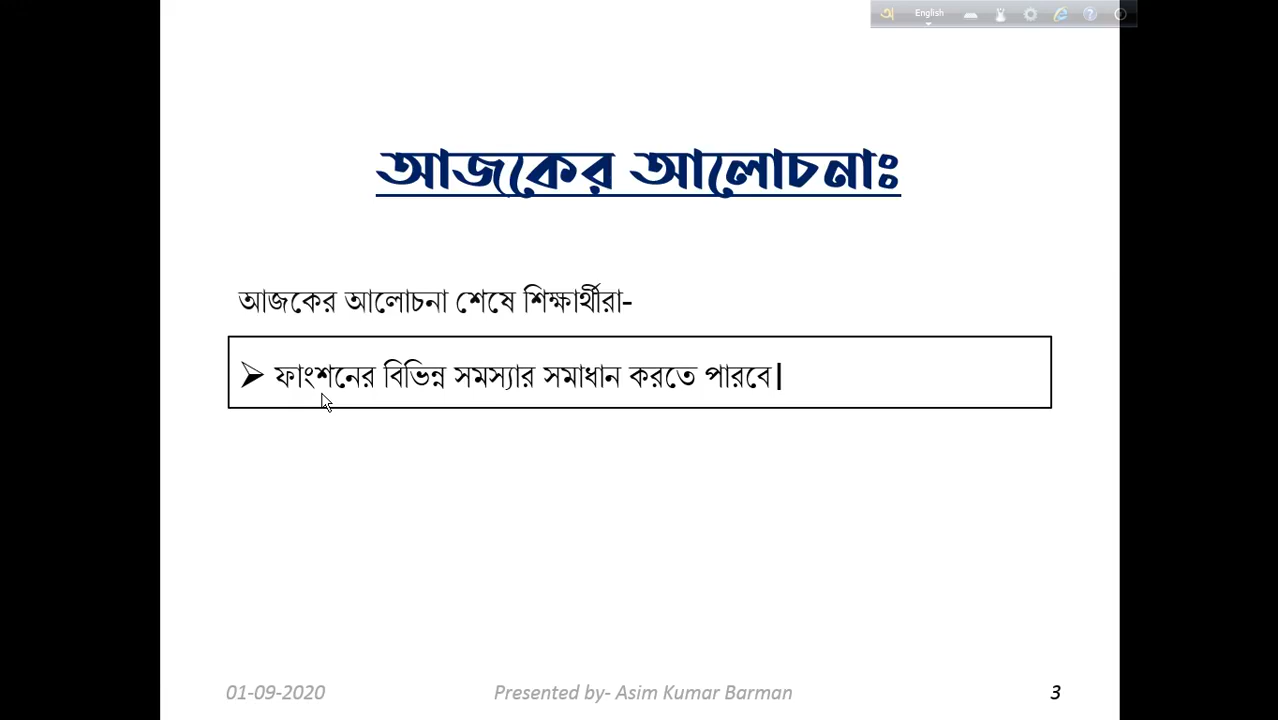 অ English
আজকের আলোচনাঃ
আজকের আলোচনা শেষে শিক্ষার্থীরা-
➢ ফাংশনের বিভিন্ন সমস্যার সমাধান করতে পারবে।
01-09-2020 Presented by- Asim Kumar Barman 3